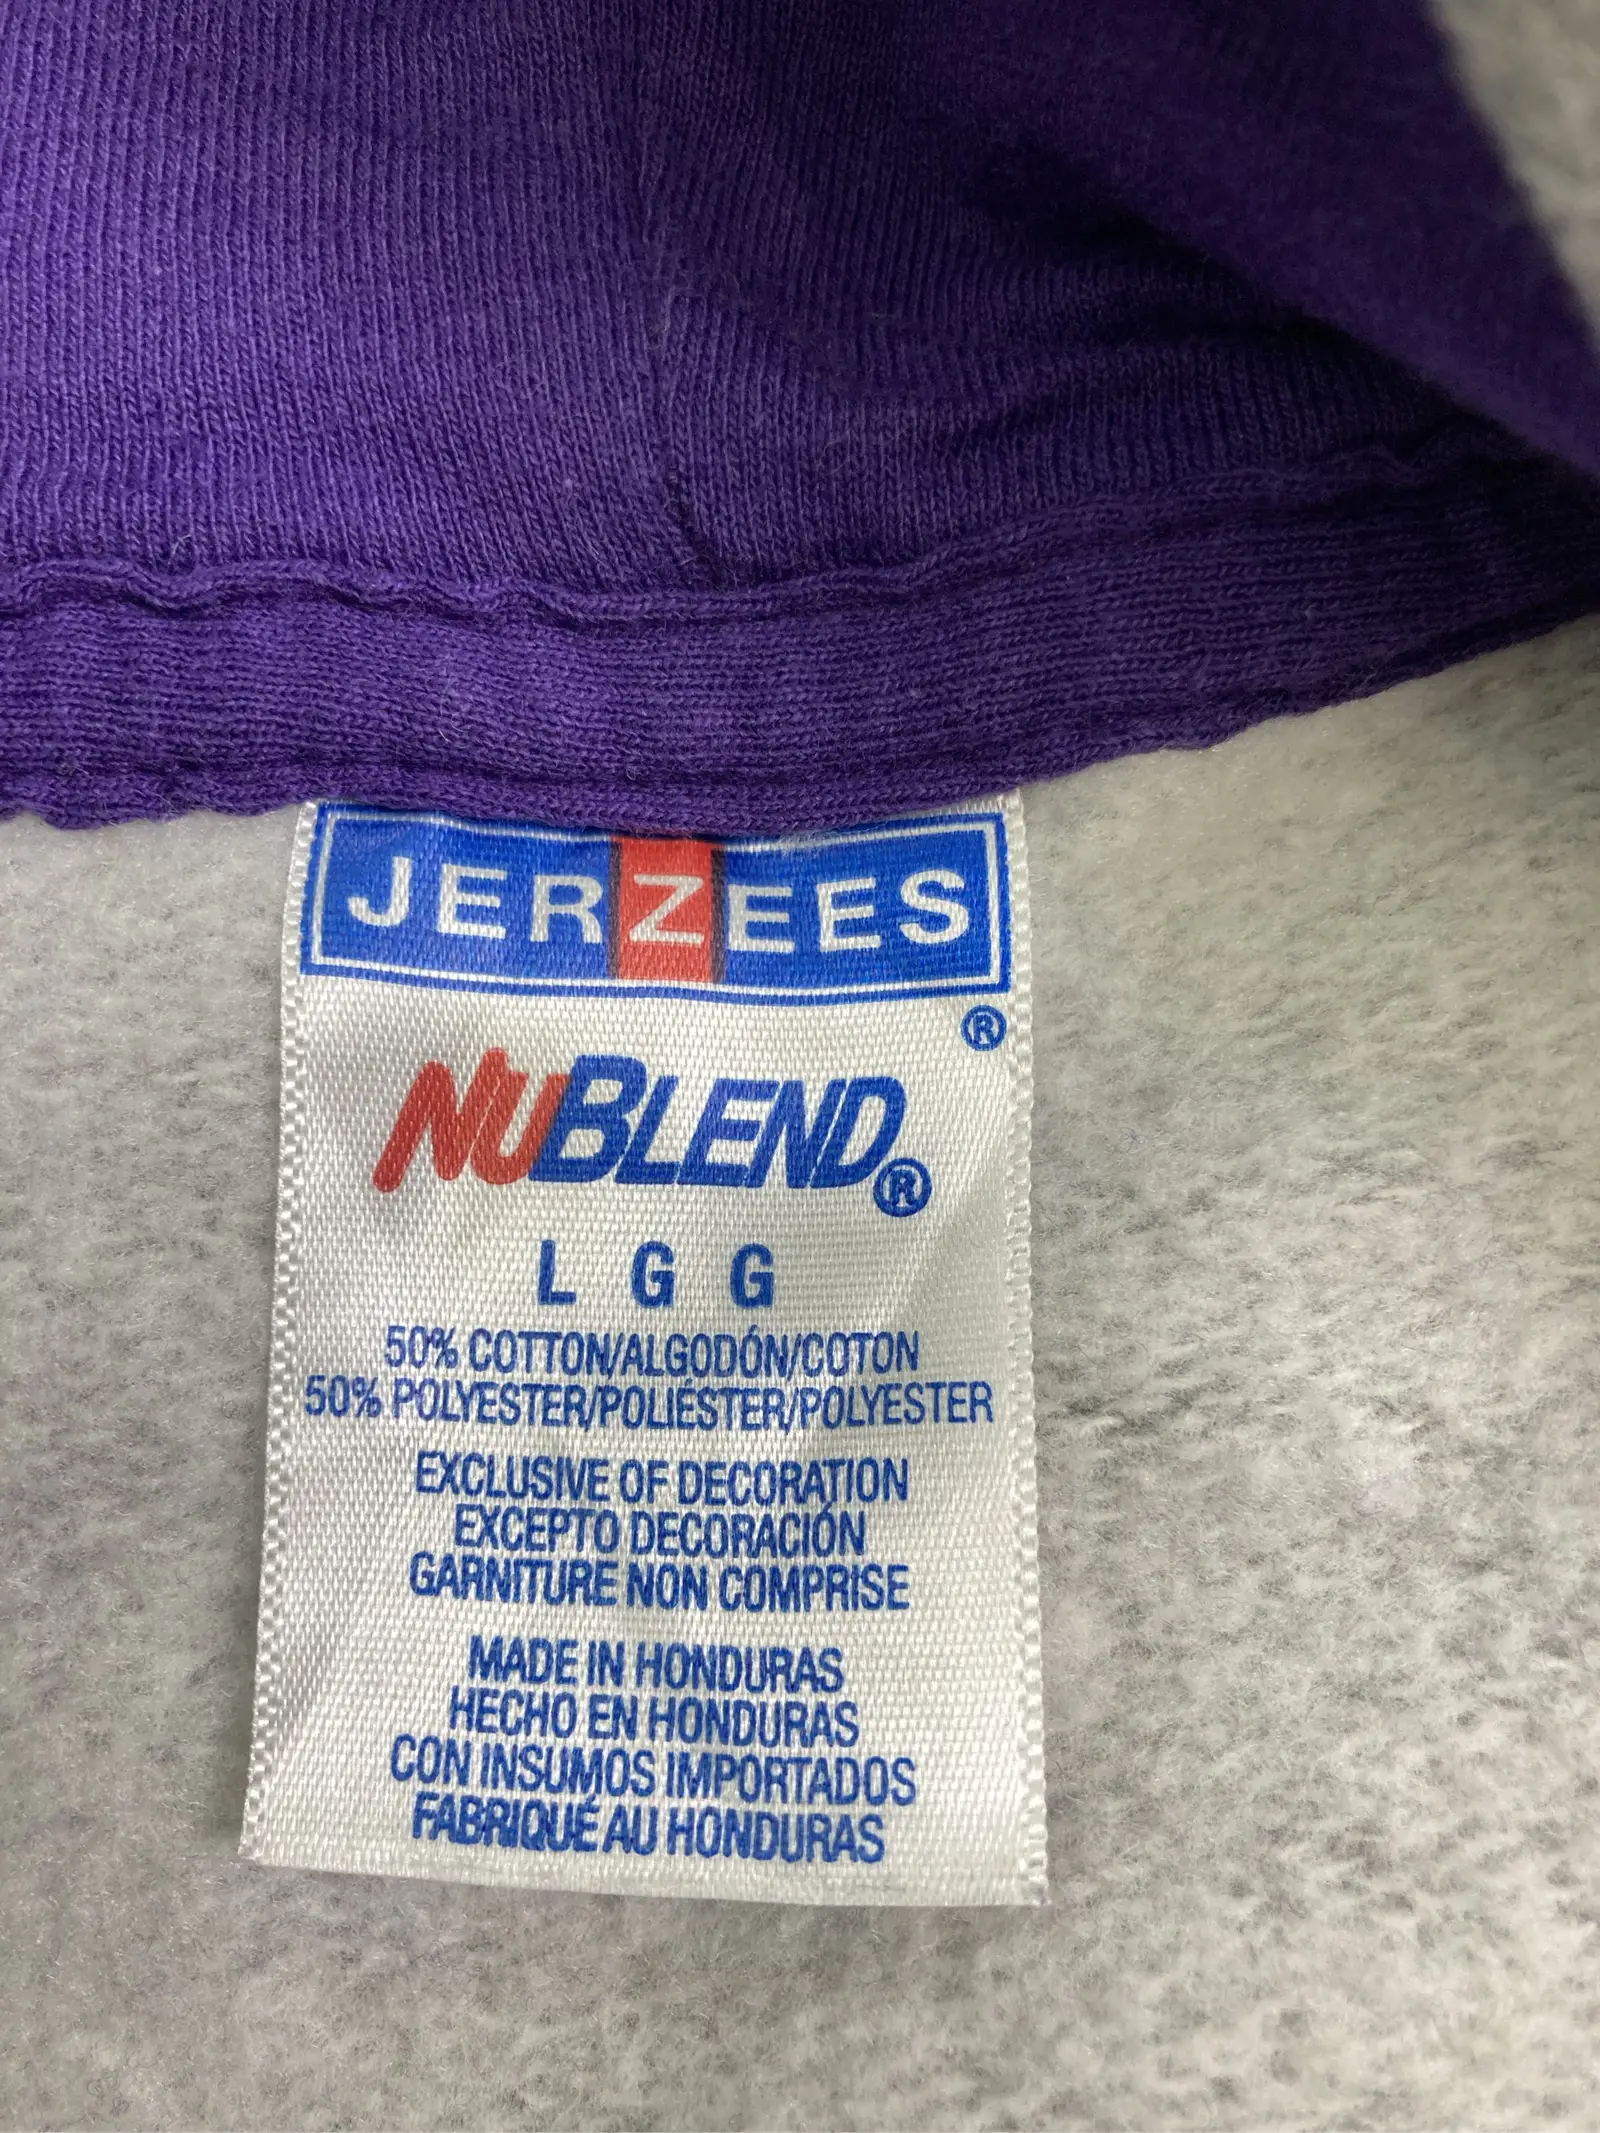 JERZEES
®
NUBLEND®
L G G
50% COTTON/ALGODÓN/COTON
50% POLYESTER/POLIÉSTER/POLYESTER
EXCLUSIVE OF DECORATION
EXCEPTO DECORACIÓN
GARNITURE NON COMPRISE
MADE IN HONDURAS
HECHO EN HONDURAS
CON INSUMOS IMPORTADOS
FABRIQUÉ AU HONDURAS